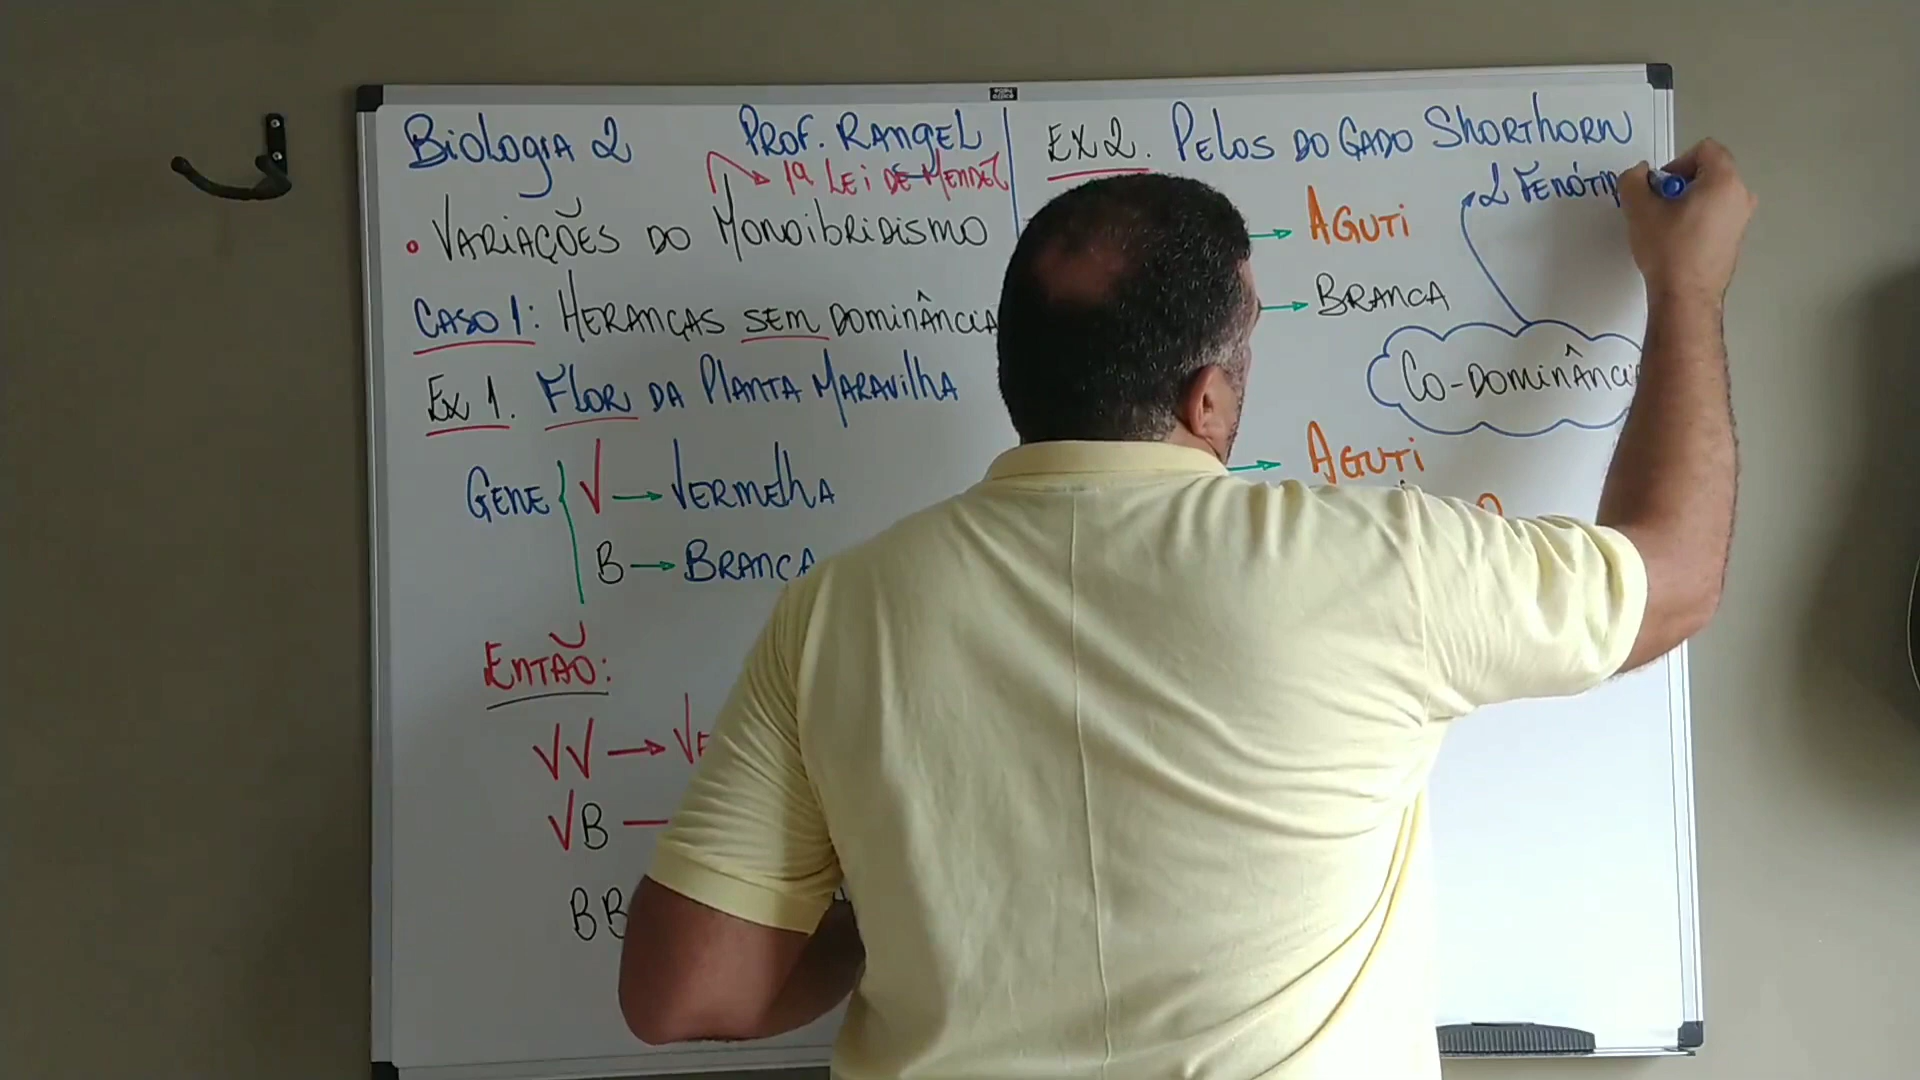 Biologia 2
PROF. RANGEL
1ª LEI DE MENDEL
• VARIAÇÕES DO MONOIBRIDISMO
CASO 1: HERANÇAS SEM DOMINÂNCIA
EX 1. FLOR DA PLANTA MARAVILHA
GENE { V → VERMELHA
B → BRANCA
ENTÃO:
VV → VE
VB —
BB
EX 2. PELOS DO GADO SHORTHORN
2 FENÓTIP
→ AGUTI
→ BRANCA
CO-DOMINÂNCI
→ AGUTI